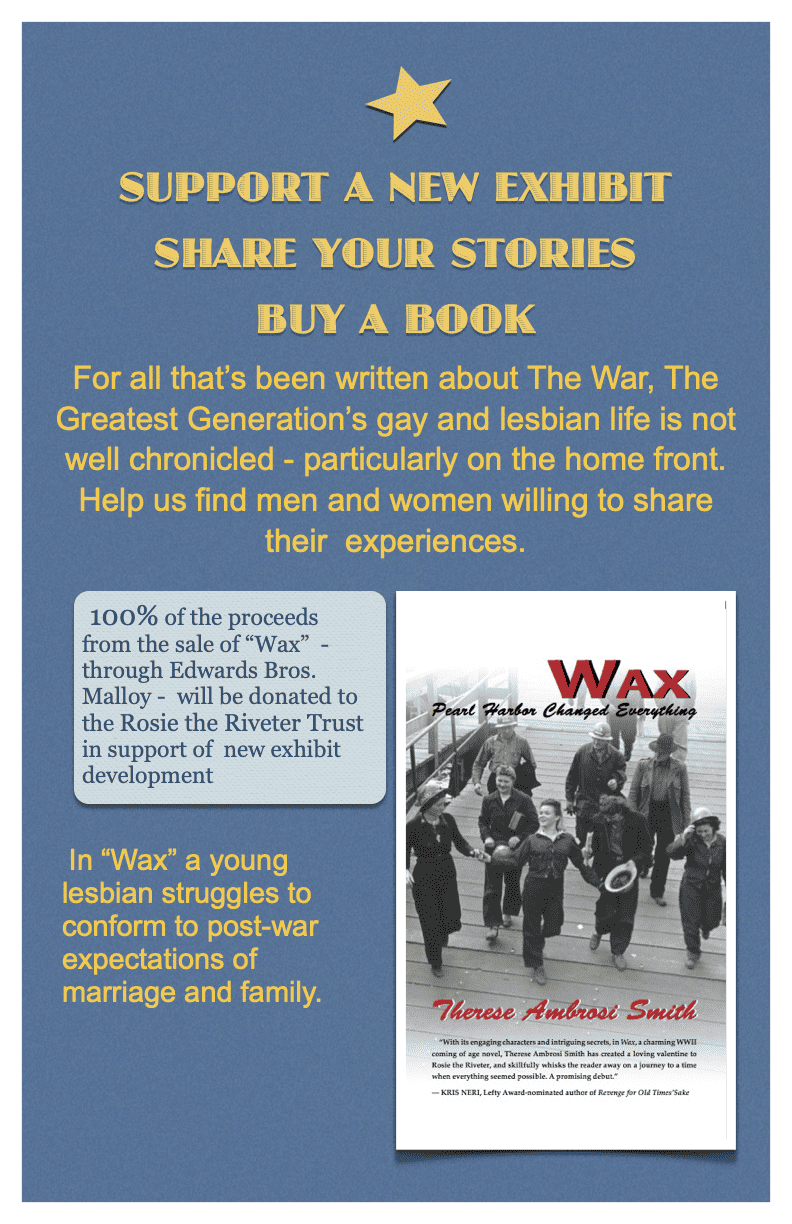 SUPPORT A NEW EXHIBIT
SHARE YOUR STORIES
BUY A BOOK
For all that’s been written about The War, The
Greatest Generation’s gay and lesbian life is not
well chronicled - particularly on the home front.
Help us find men and women willing to share
their  experiences.
100% of the proceeds
from the sale of “Wax”  -
through Edwards Bros.
Malloy -  will be donated to
the Rosie the Riveter Trust
in support of  new exhibit
development
In “Wax” a young
lesbian struggles to
conform to post-war
expectations of
marriage and family.
WAX
Pearl Harbor Changed Everything
Therese Ambrosi Smith
“With its engaging characters and intriguing secrets, in Wax, a charming WWII
coming of age novel, Therese Ambrosi Smith has created a loving valentine to
Rosie the Riveter, and skillfully whisks the reader away on a journey to a time
when everything seemed possible. A promising debut.”
— KRIS NERI, Lefty Award-nominated author of Revenge for Old Times’Sake